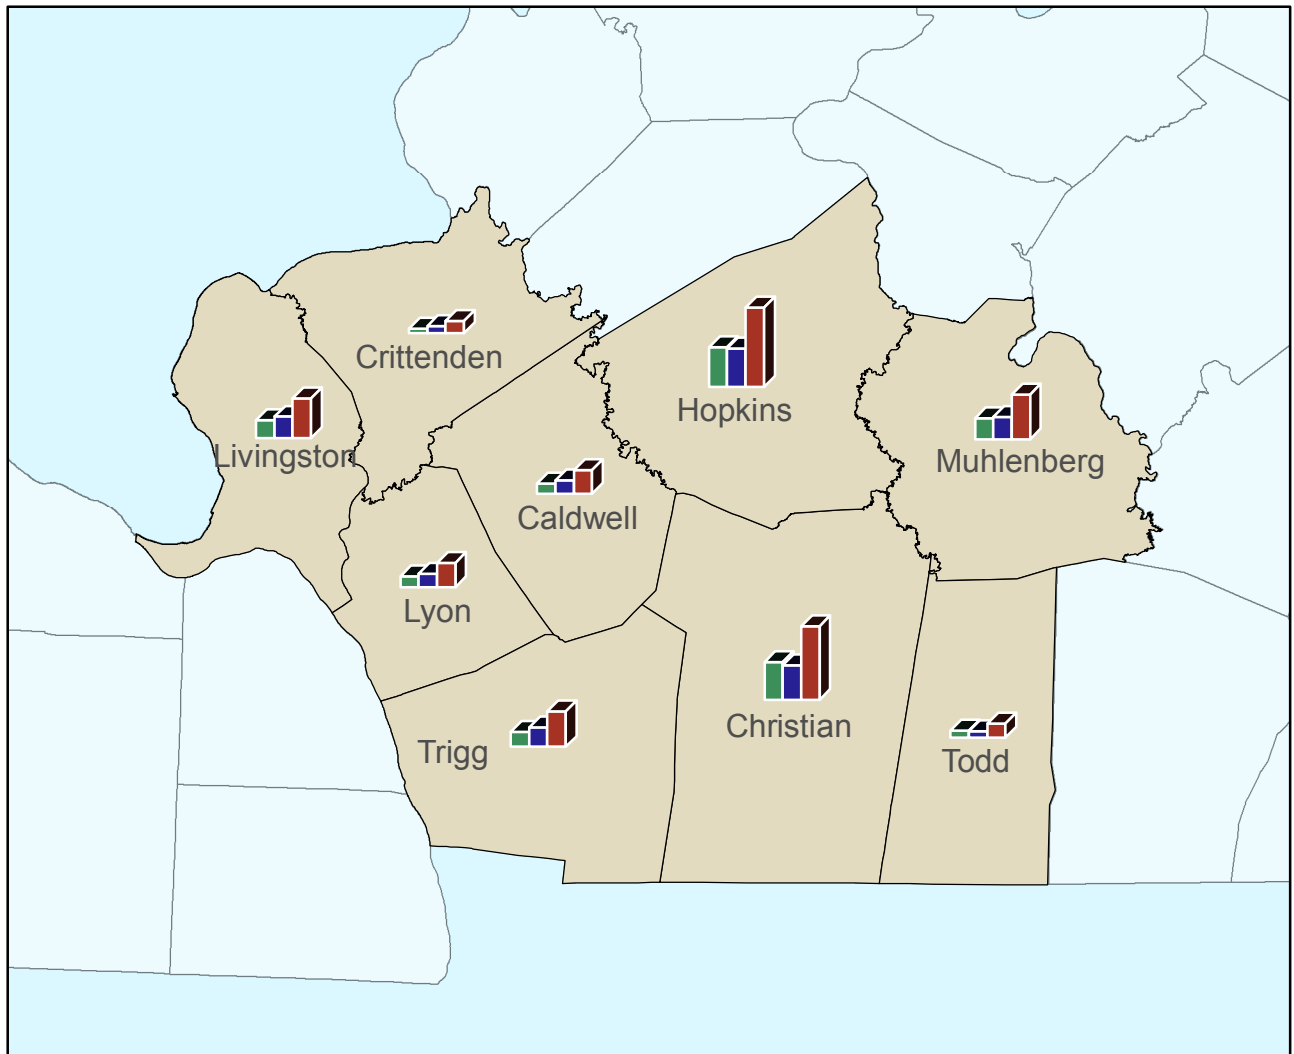 Crittenden
Hopkins
Livingston
Muhlenberg
Caldwell
Lyon
Christian
Trigg
Todd